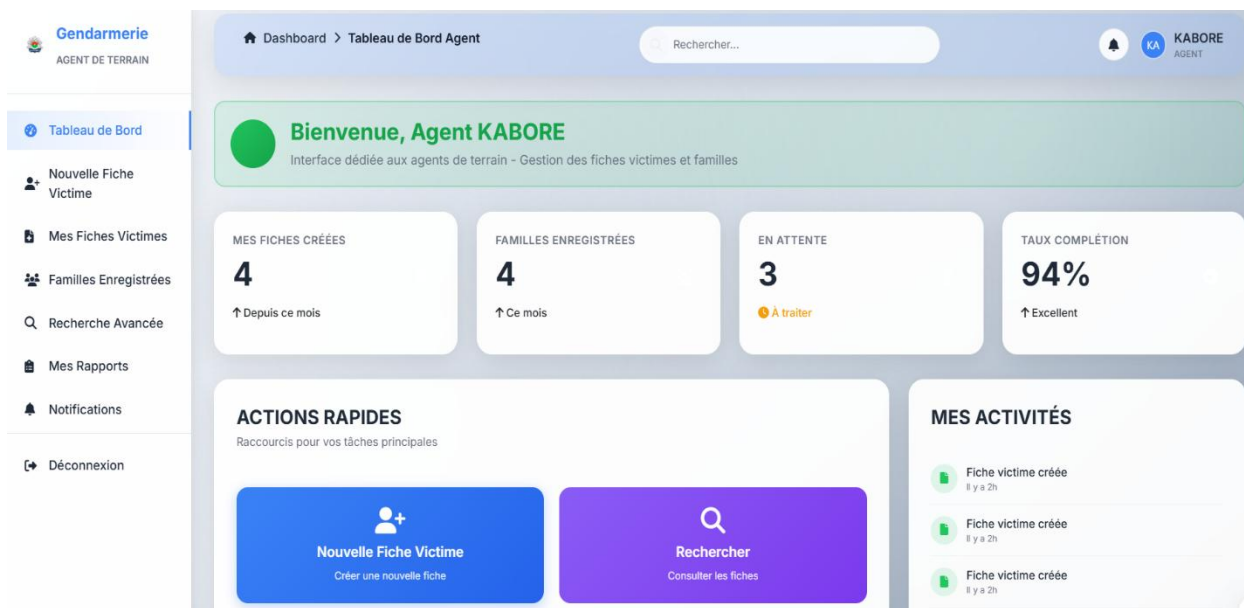 Gendarmerie
AGENT DE TERRAIN
Tableau de Bord
Nouvelle Fiche
Victime
Mes Fiches Victimes
Familles Enregistrées
Recherche Avancée
Mes Rapports
Notifications
Déconnexion
Dashboard > Tableau de Bord Agent
Rechercher...
KA
KABORE
AGENT
Bienvenue, Agent KABORE
Interface dédiée aux agents de terrain - Gestion des fiches victimes et familles
MES FICHES CRÉÉES
4
↑ Depuis ce mois
FAMILLES ENREGISTRÉES
4
↑ Ce mois
EN ATTENTE
3
À traiter
TAUX COMPLÉTION
94%
↑ Excellent
ACTIONS RAPIDES
Raccourcis pour vos tâches principales
Nouvelle Fiche Victime
Créer une nouvelle fiche
Rechercher
Consulter les fiches
MES ACTIVITÉS
Fiche victime créée
Il y a 2h
Fiche victime créée
Il y a 2h
Fiche victime créée
Il y a 2h